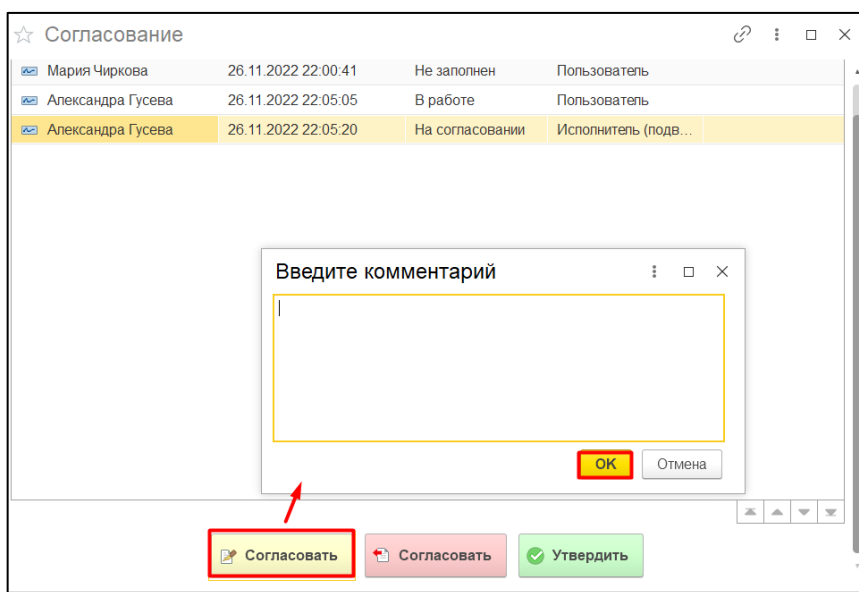 Согласование
Мария Чиркова 26.11.2022 22:00:41 Не заполнен Пользователь
Александра Гусева 26.11.2022 22:05:05 В работе Пользователь
Александра Гусева 26.11.2022 22:05:20 На согласовании Исполнитель (подв...
Введите комментарий
OK Отмена
Согласовать Согласовать Утвердить